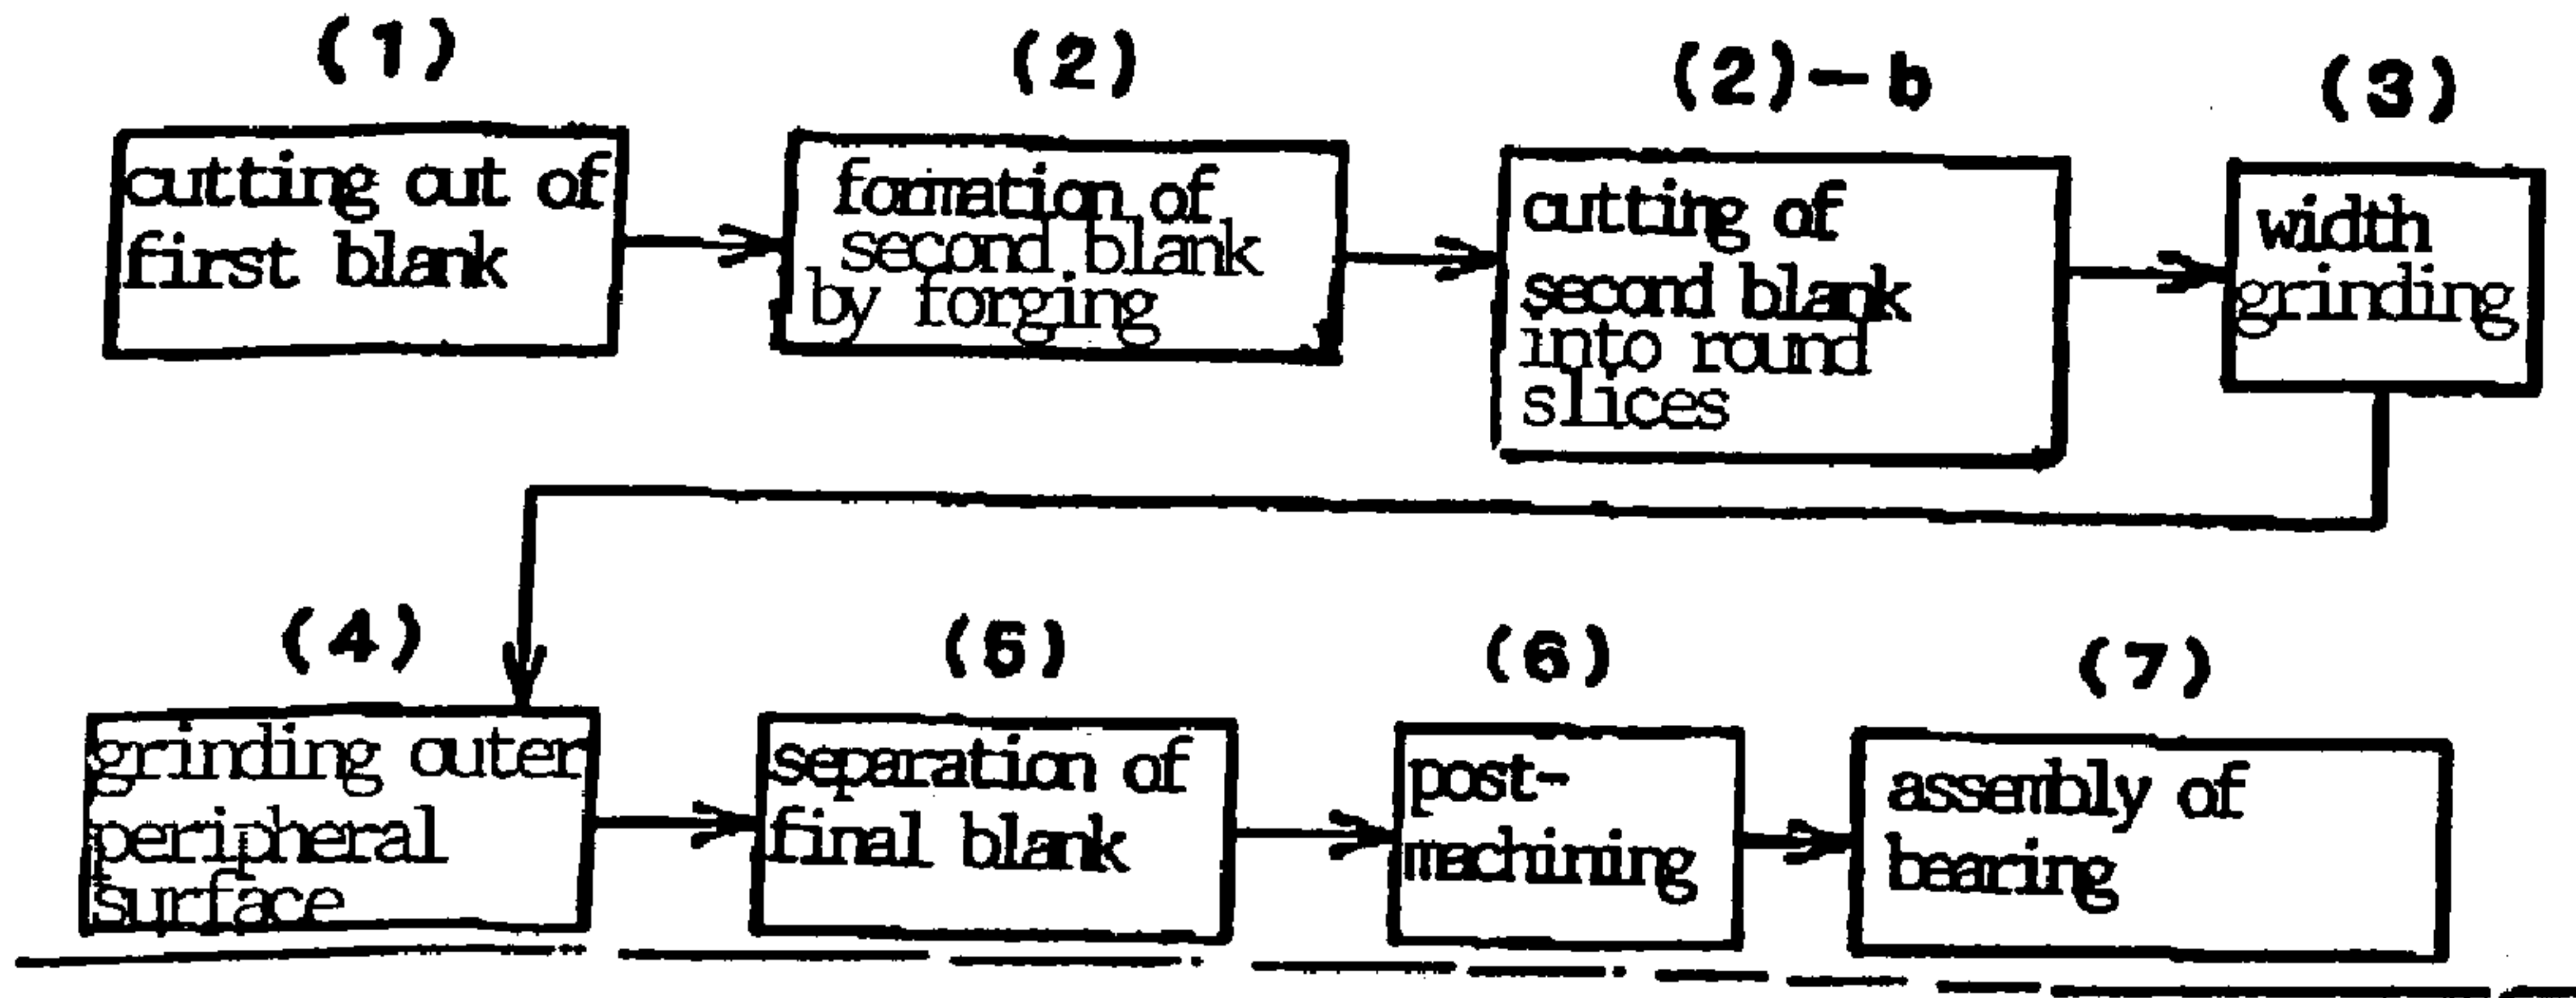 (1)
cutting out of
first blank
(2)
formation of
second blank
by forging
(2)-b
cutting of
second blank
into round
slices
(3)
width
grinding
(4)
grinding outer
peripheral
surface
(5)
separation of
final blank
(6)
post-
machining
(7)
assembly of
bearing